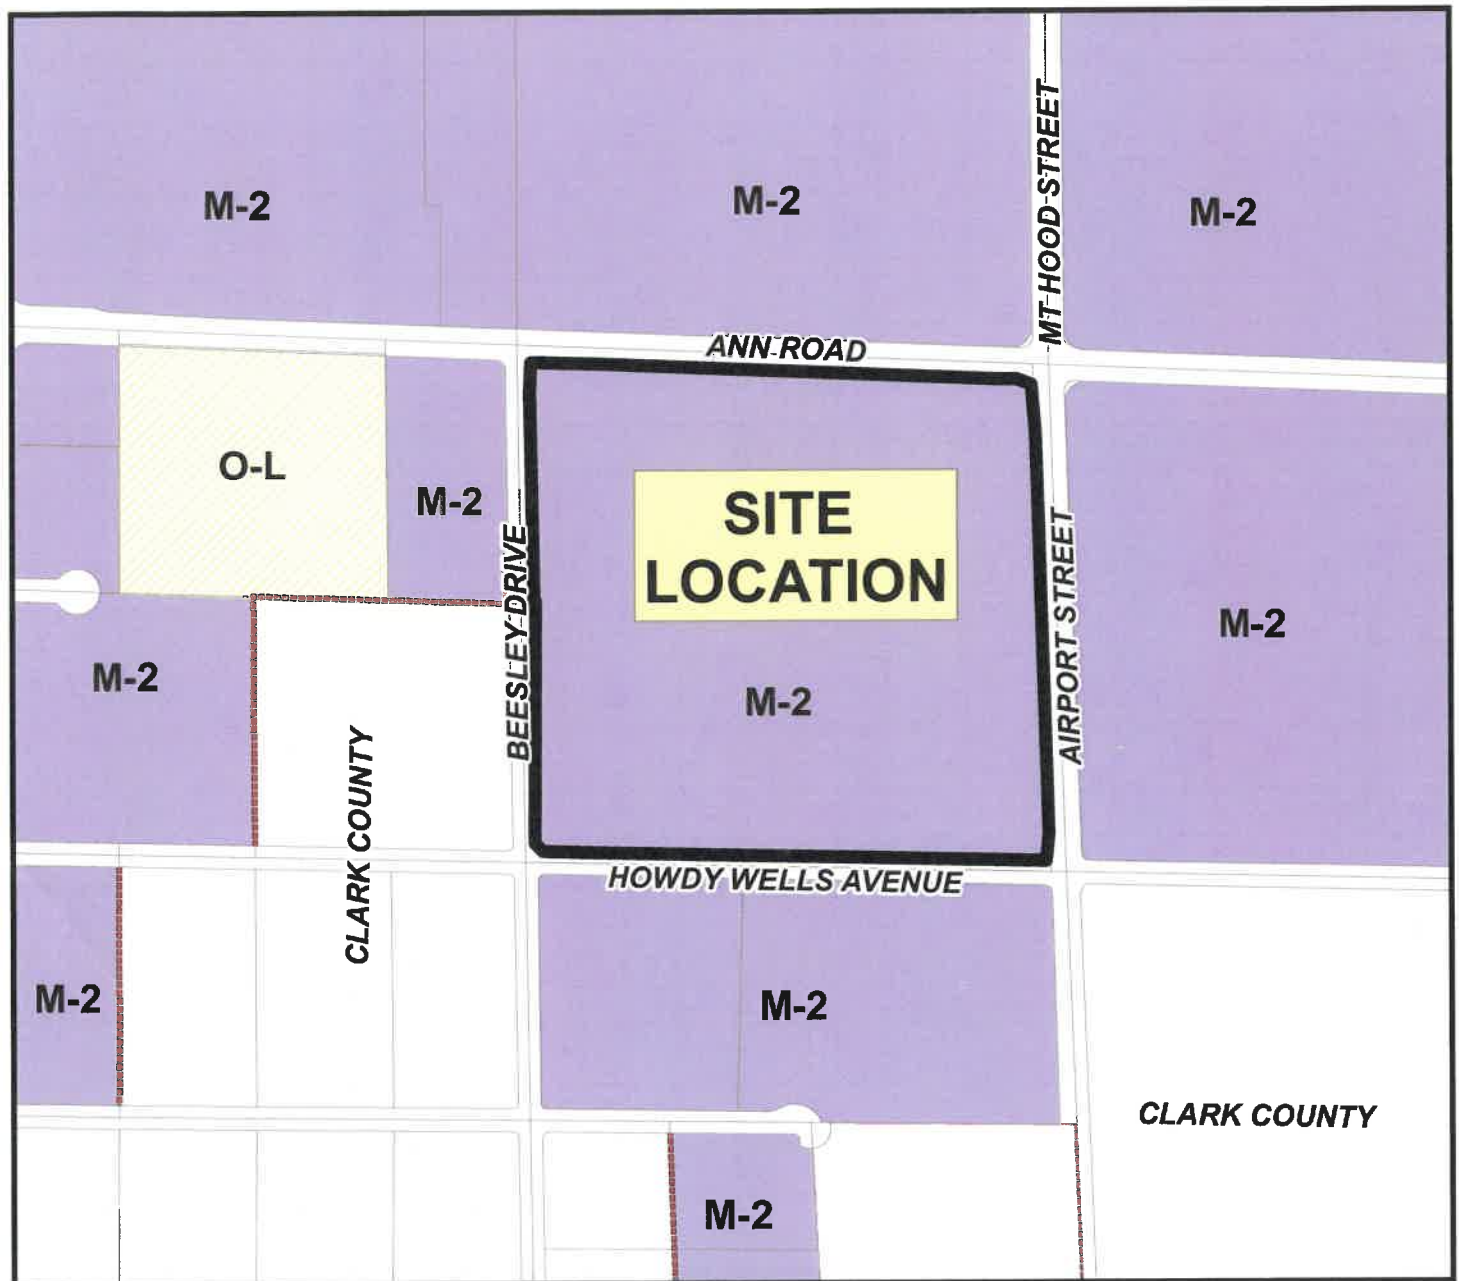 M-2
M-2
M-2
MT HOOD STREET
ANN ROAD
O-L
M-2
SITE
LOCATION
BEESLEY DRIVE
AIRPORT STREET
M-2
M-2
M-2
CLARK COUNTY
HOWDY WELLS AVENUE
M-2
M-2
CLARK COUNTY
M-2